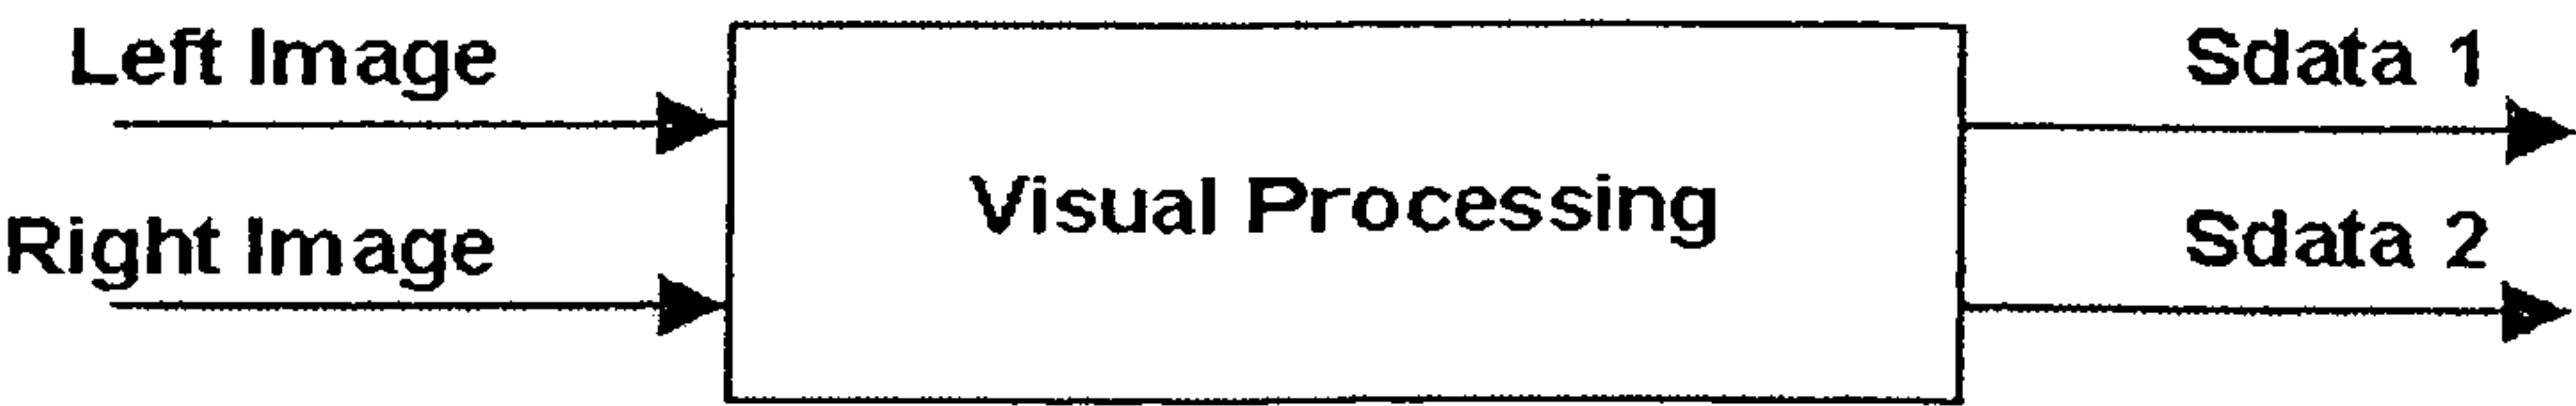 Left Image
Sdata 1
Visual Processing
Right Image
Sdata 2